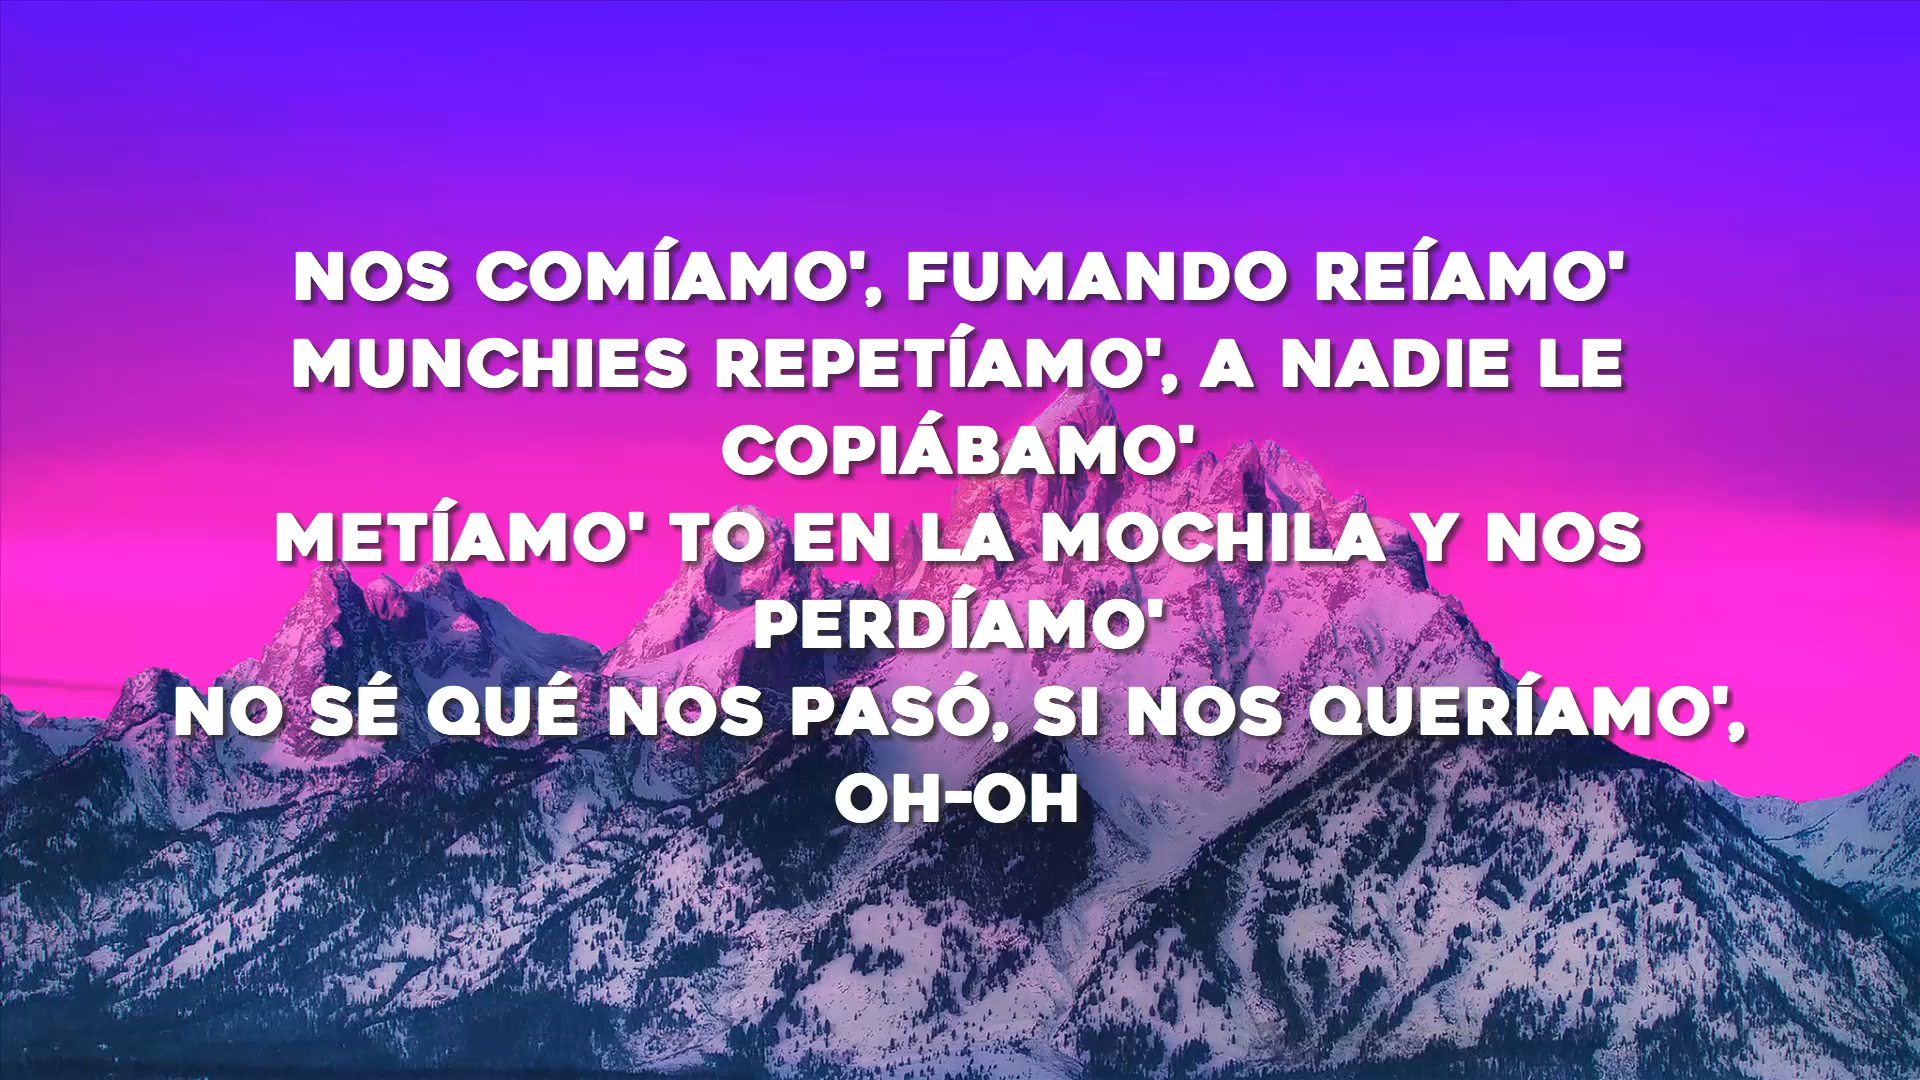 NOS COMÍAMO', FUMANDO REÍAMO'
MUNCHIES REPETÍAMO', A NADIE LE
COPIÁBAMO'
METÍAMO' TO EN LA MOCHILA Y NOS
PERDÍAMO'
NO SÉ QUÉ NOS PASÓ, SI NOS QUERÍAMO',
OH-OH